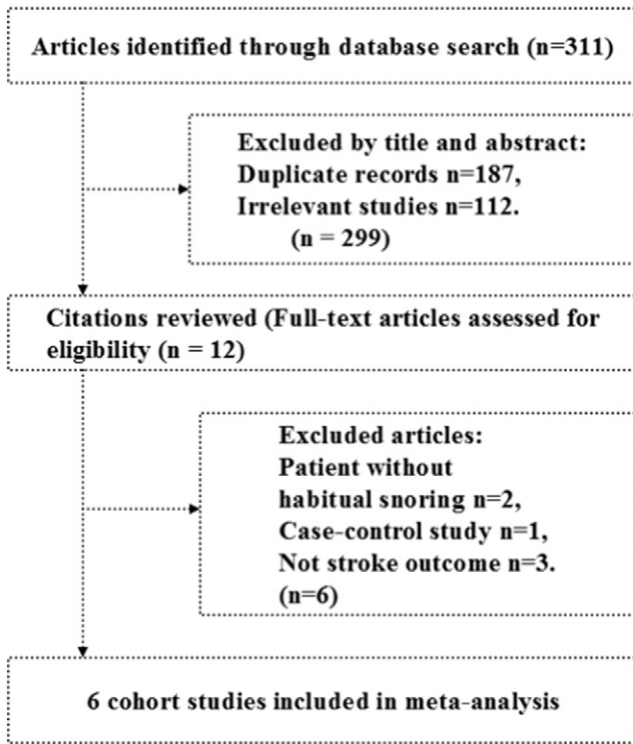 Articles identified through database search (n=311)
Excluded by title and abstract:
Duplicate records n=187,
Irrelevant studies n=112.
(n = 299)
Citations reviewed (Full-text articles assessed for
eligibility (n = 12)
Excluded articles:
Patient without
habitual snoring n=2,
Case-control study n=1,
Not stroke outcome n=3.
(n=6)
6 cohort studies included in meta-analysis